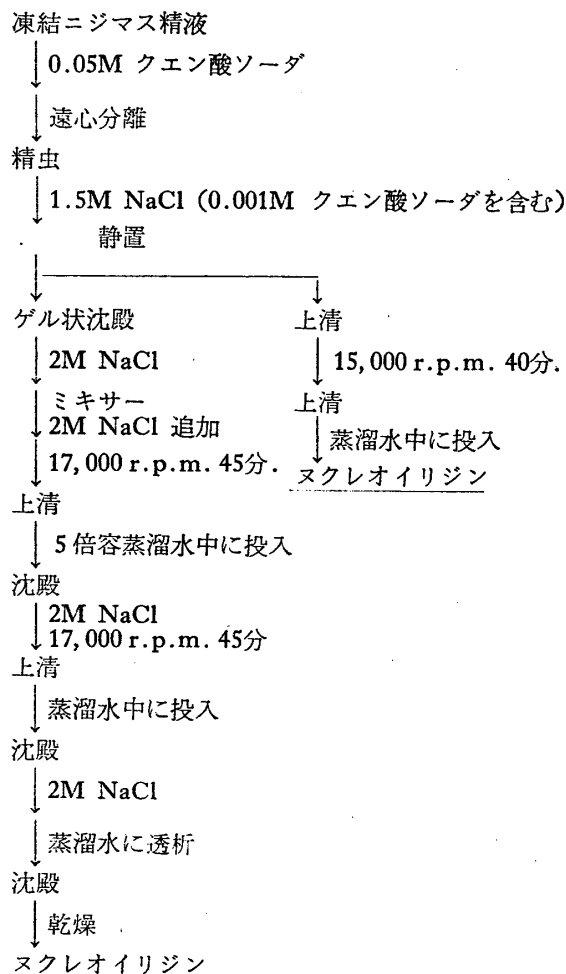 凍結ニジマス精液
0.05M クエン酸ソーダ
遠心分離
精虫
1.5M NaCl (0.001M クエン酸ソーダを含む)
静置
ゲル状沈殿
上清
2M NaCl
15,000 r.p.m. 40分.
ミキサー
上清
2M NaCl 追加
蒸溜水中に投入
17,000 r.p.m. 45分.
ヌクレオイリジン
上清
5倍容蒸溜水中に投入
沈殿
2M NaCl
17,000 r.p.m. 45分
上清
蒸溜水中に投入
沈殿
2M NaCl
蒸溜水に透析
沈殿
乾燥
ヌクレオイリジン